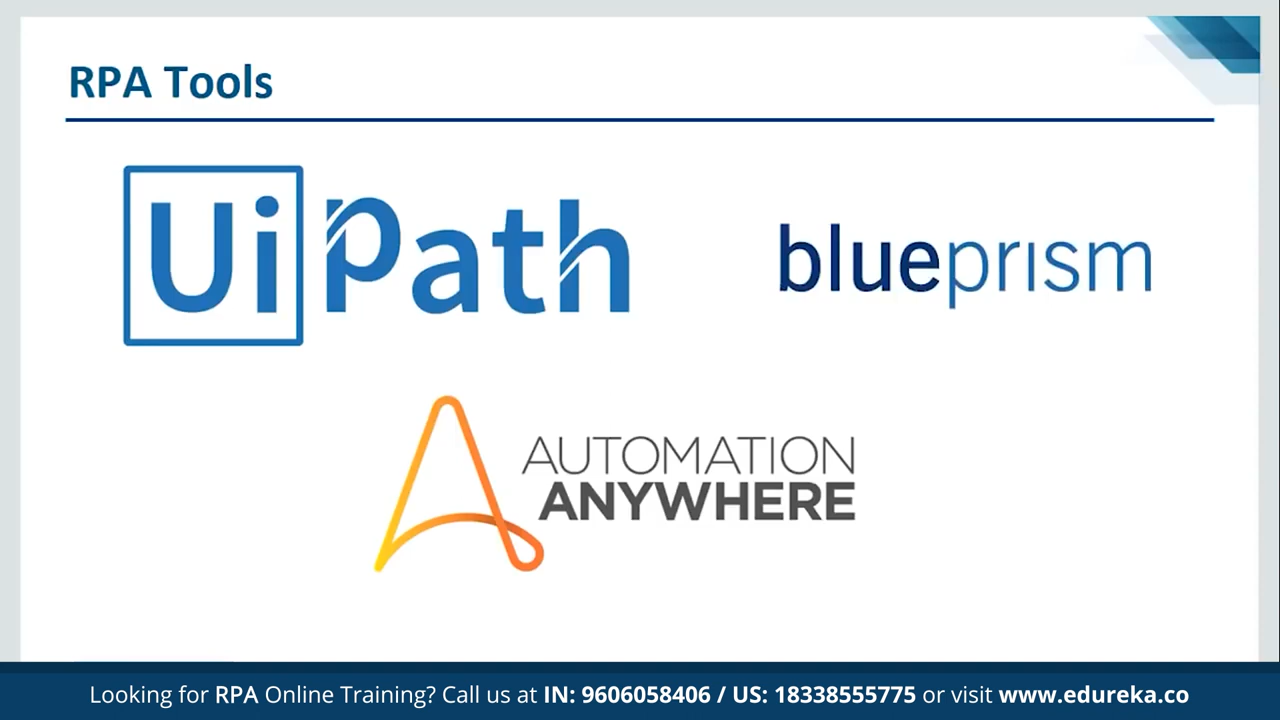 RPA Tools
UiPath
blueprism
AUTOMATION
ANYWHERE
Looking for RPA Online Training? Call us at IN: 9606058406 / US: 18338555775 or visit www.edureka.co